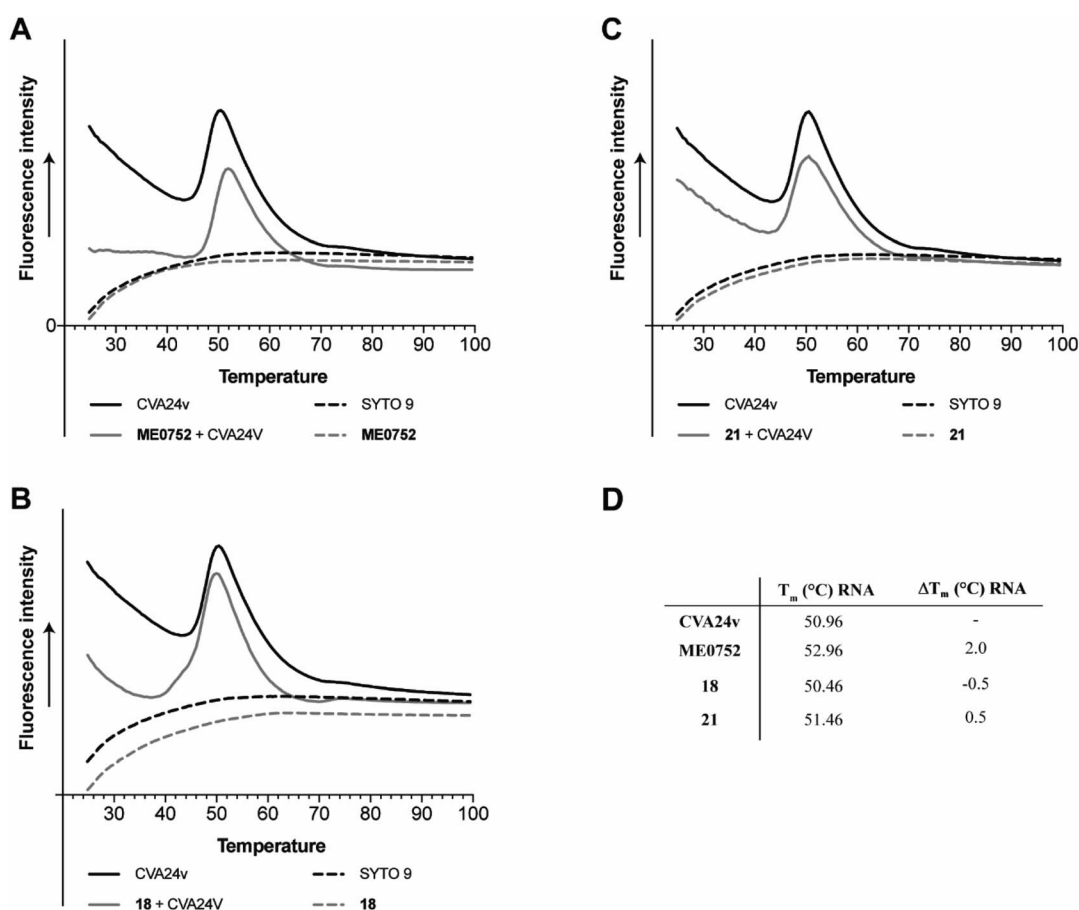 A
Fluorescence intensity
0
30 40 50 60 70 80 90 100
Temperature
CVA24v
SYTO 9
ME0752 + CVA24V
ME0752
B
Fluorescence intensity
30 40 50 60 70 80 90 100
Temperature
CVA24v
SYTO 9
18 + CVA24V
18
C
Fluorescence intensity
30 40 50 60 70 80 90 100
Temperature
CVA24v
SYTO 9
21 + CVA24V
21
D
Tm (°C) RNA ΔTm (°C) RNA
CVA24v 50.96 -
ME0752 52.96 2.0
18 50.46 -0.5
21 51.46 0.5